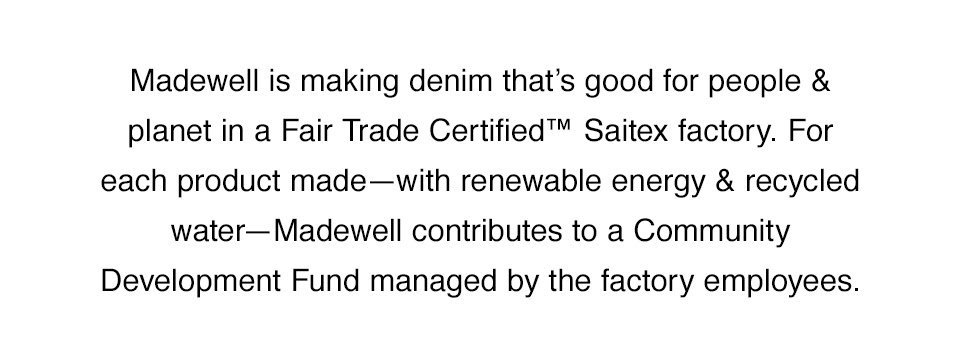 Madewell is making denim that’s good for people &
planet in a Fair Trade Certified™ Saitex factory. For
each product made—with renewable energy & recycled
water—Madewell contributes to a Community
Development Fund managed by the factory employees.